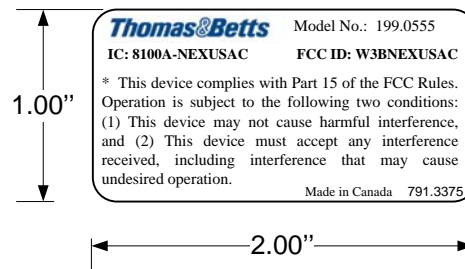 Thomas&Betts Model No.: 199.0555
IC: 8100A-NEXUSAC FCC ID: W3BNEXUSAC
* This device complies with Part 15 of the FCC Rules.
Operation is subject to the following two conditions:
(1) This device may not cause harmful interference,
and (2) This device must accept any interference
received, including interference that may cause
undesired operation.
Made in Canada 791.3375
1.00’’
2.00’’